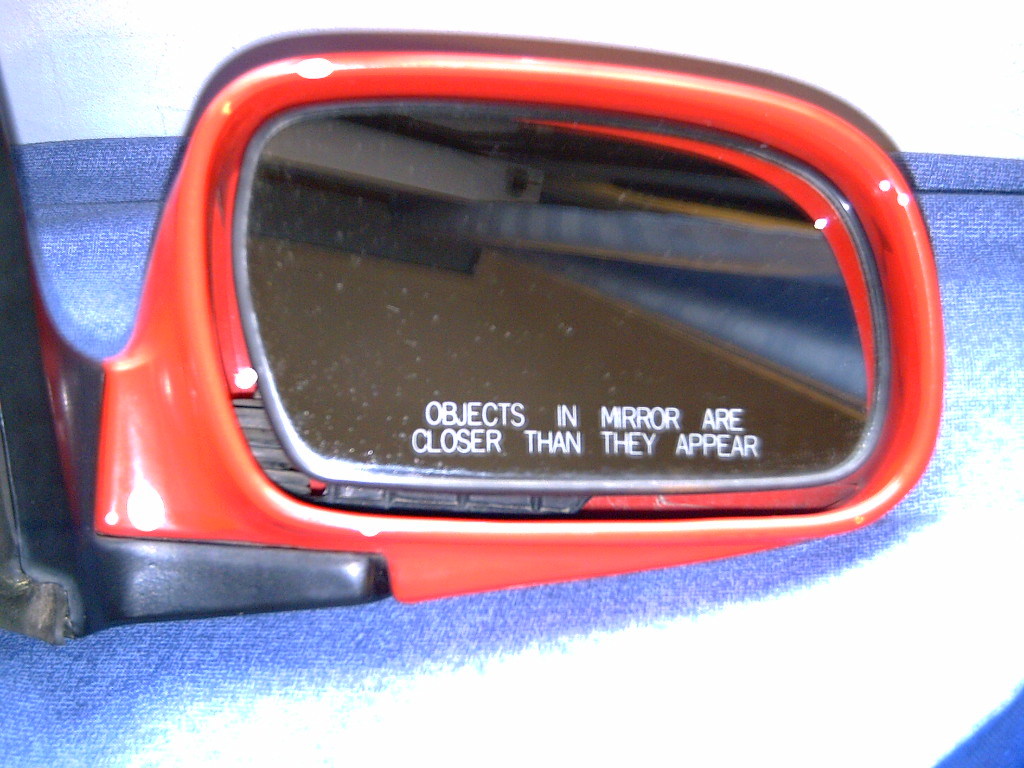 OBJECTS IN MIRROR ARE
CLOSER THAN THEY APPEAR